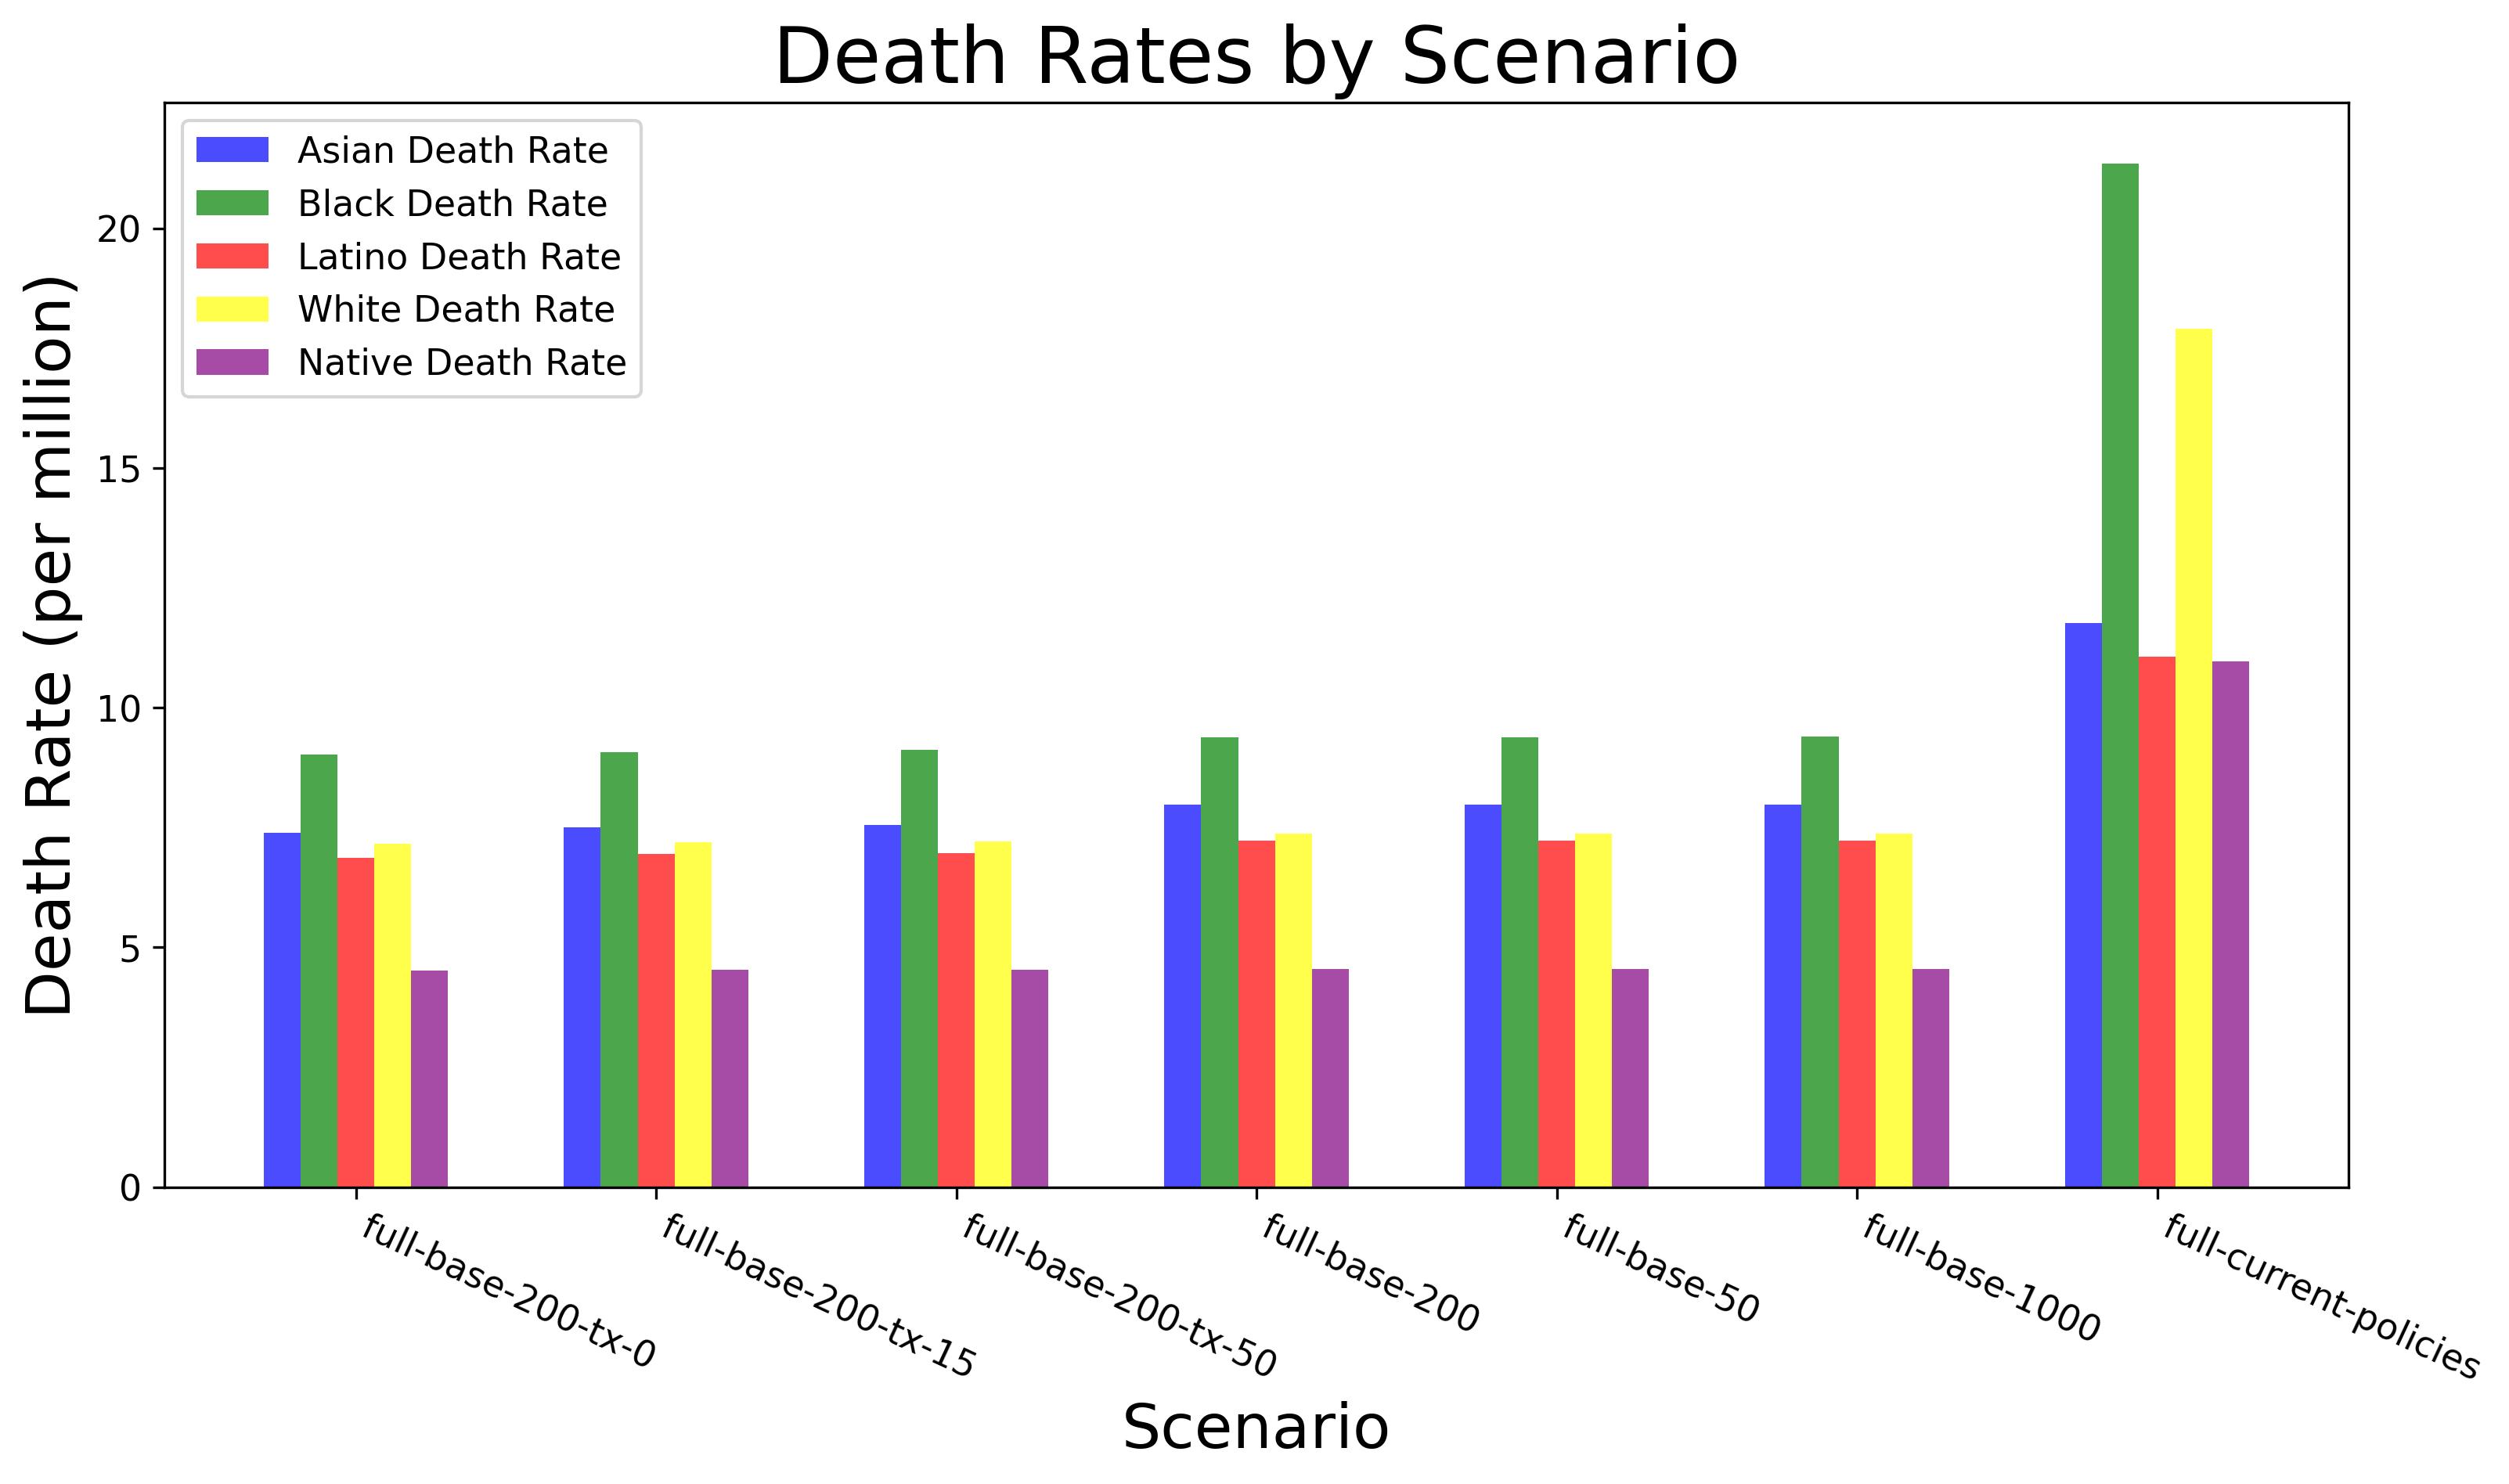 Death Rates by Scenario
Asian Death Rate
Black Death Rate
Latino Death Rate
White Death Rate
Native Death Rate
Death Rate (per million)
20
15
10
5
0
full-base-200-tx-0
full-base-200-tx-15
full-base-200-tx-50
full-base-200
full-base-50
full-base-1000
full-current-policies
Scenario